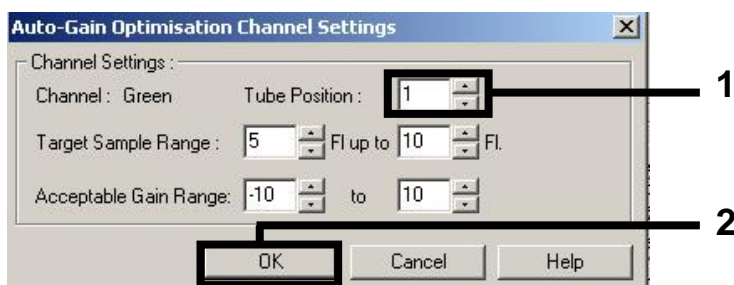 Auto-Gain Optimisation Channel Settings
Channel Settings :
Channel : Green Tube Position : 1
1
Target Sample Range : 5 Fl up to 10 Fl.
Acceptable Gain Range: -10 to 10
2
OK Cancel Help